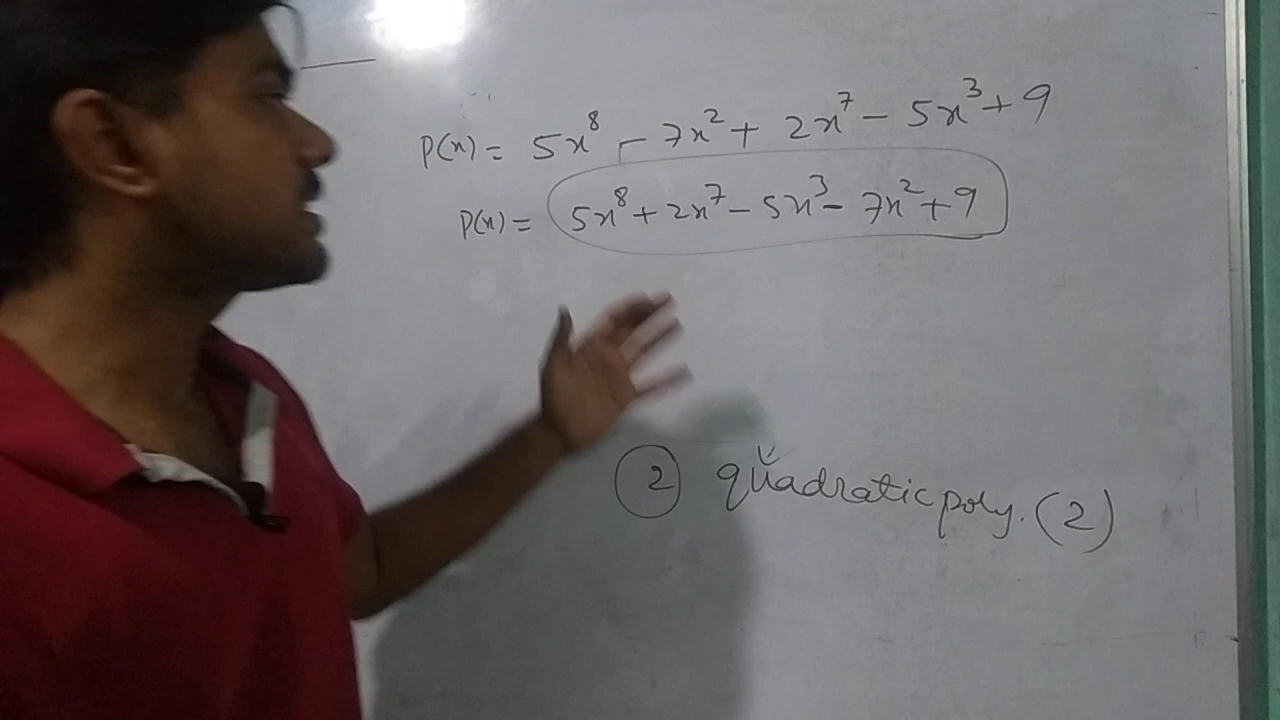 P(x) = 5x⁸ - 7x² + 2x⁷ - 5x³ + 9
P(x) = 5x⁸ + 2x⁷ - 5x³ - 7x² + 9
2 quadratic poly. (2)